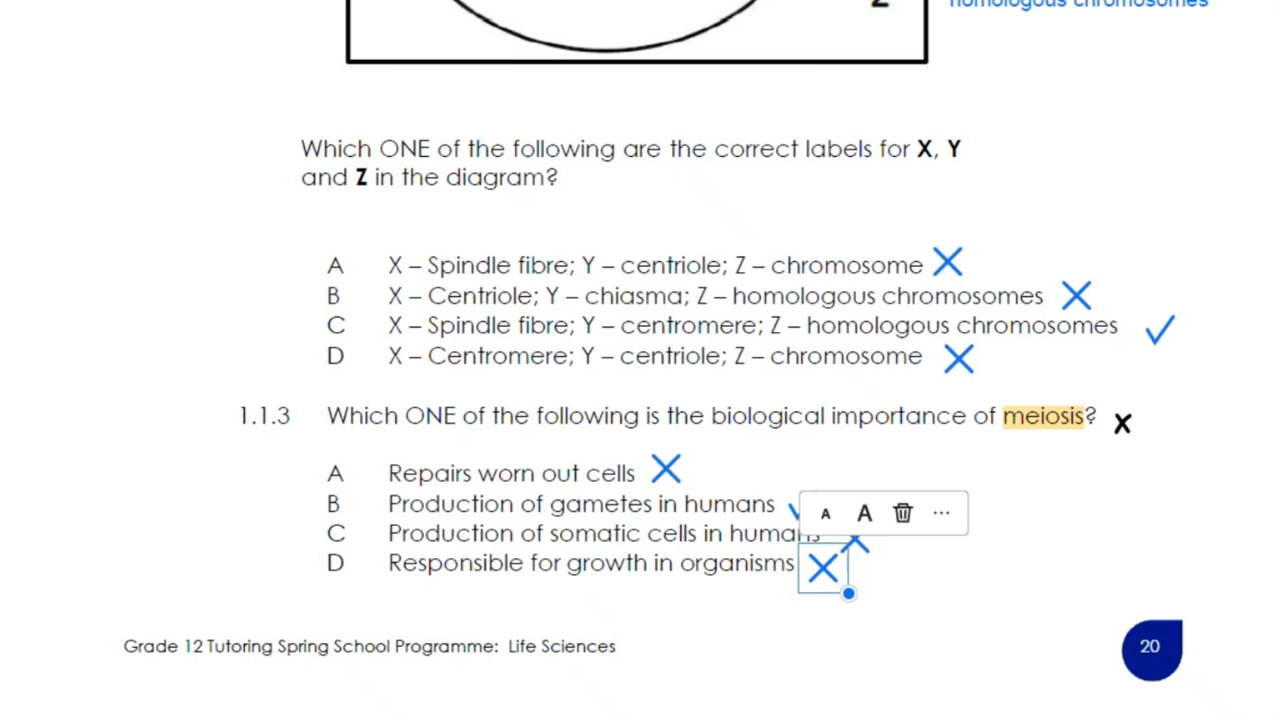 homologous chromosomes
Z
Which ONE of the following are the correct labels for X, Y
and Z in the diagram?
A X – Spindle fibre; Y – centriole; Z – chromosome
B X – Centriole; Y – chiasma; Z – homologous chromosomes
C X – Spindle fibre; Y – centromere; Z – homologous chromosomes
D X – Centromere; Y – centriole; Z – chromosome
1.1.3 Which ONE of the following is the biological importance of meiosis?
A Repairs worn out cells
B Production of gametes in humans
A A ...
C Production of somatic cells in humans
D Responsible for growth in organisms
Grade 12 Tutoring Spring School Programme: Life Sciences
20